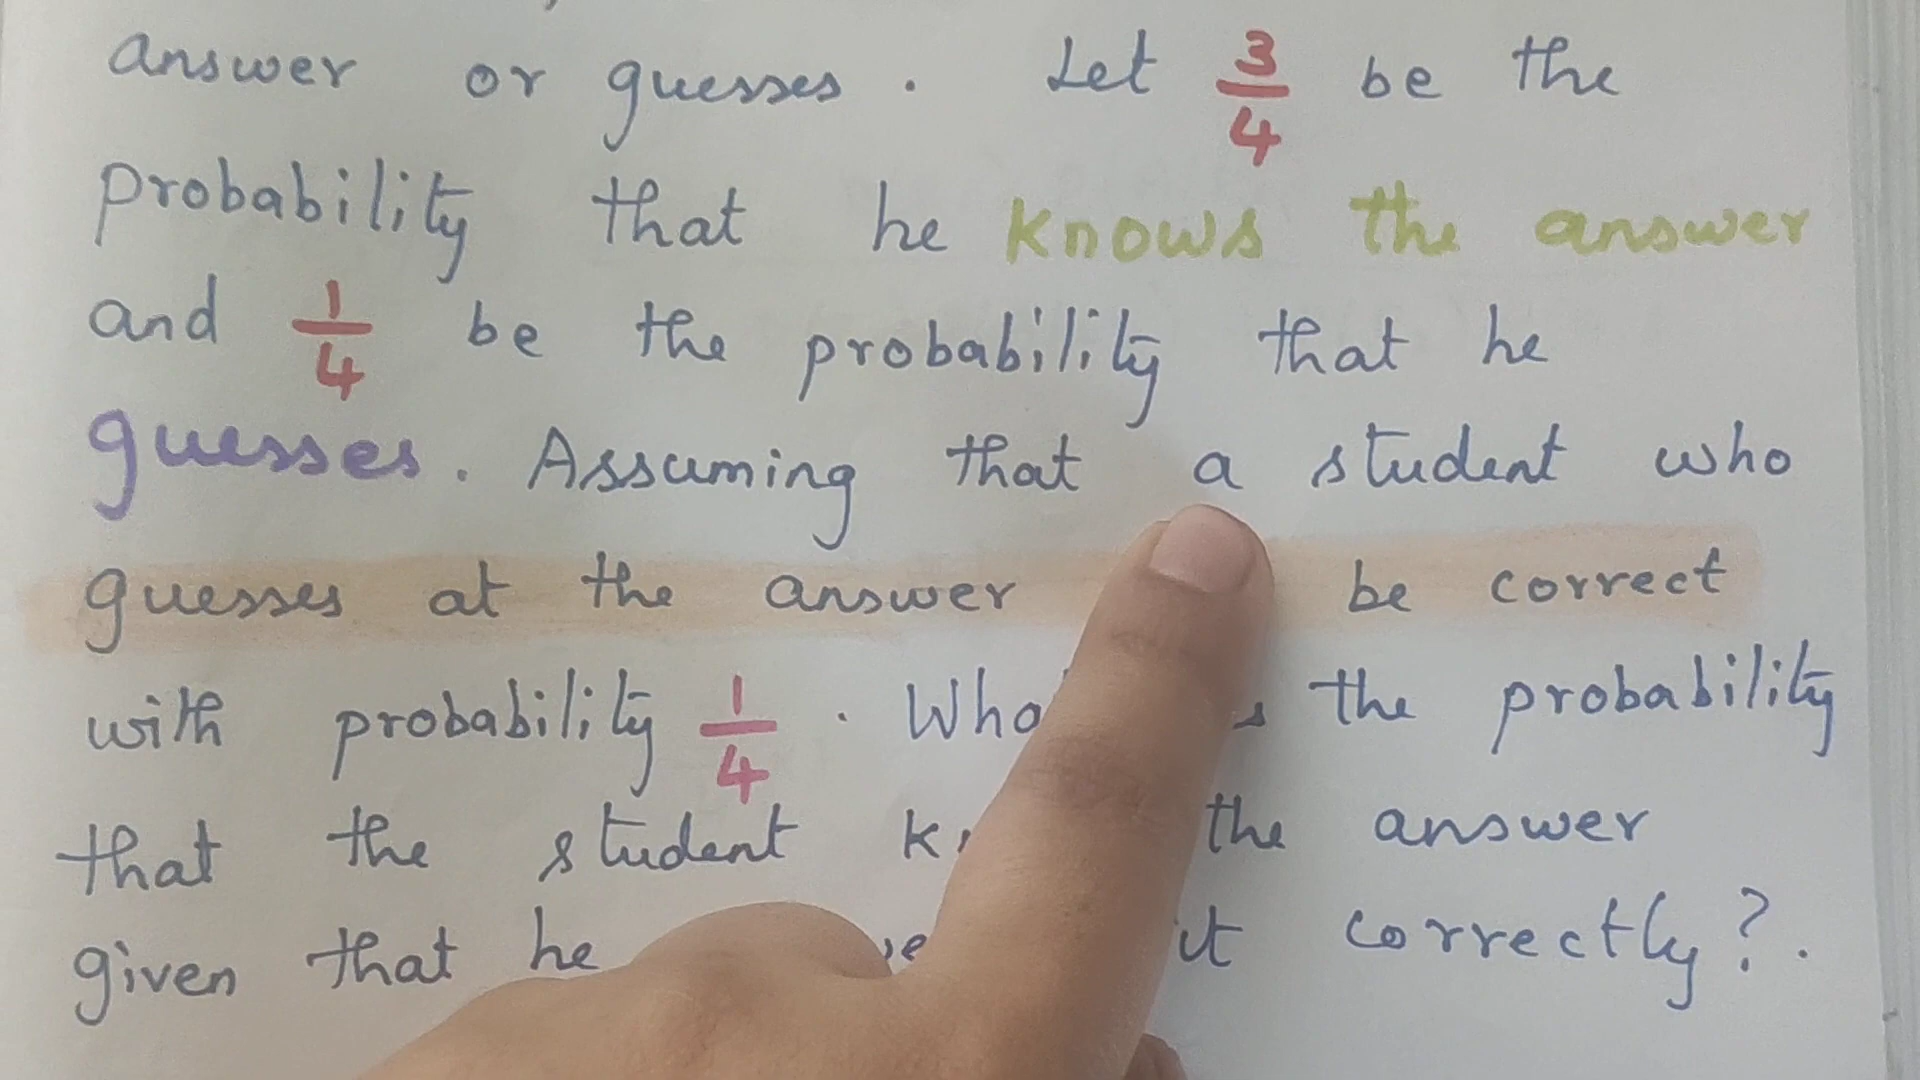 answer or guesses. Let 3/4 be the
probability that he knows the answer
and 1/4 be the probability that he
guesses. Assuming that a student who
guesses at the answer be correct
with probability 1/4. the probability
that the student the answer
given that he it correctly?.